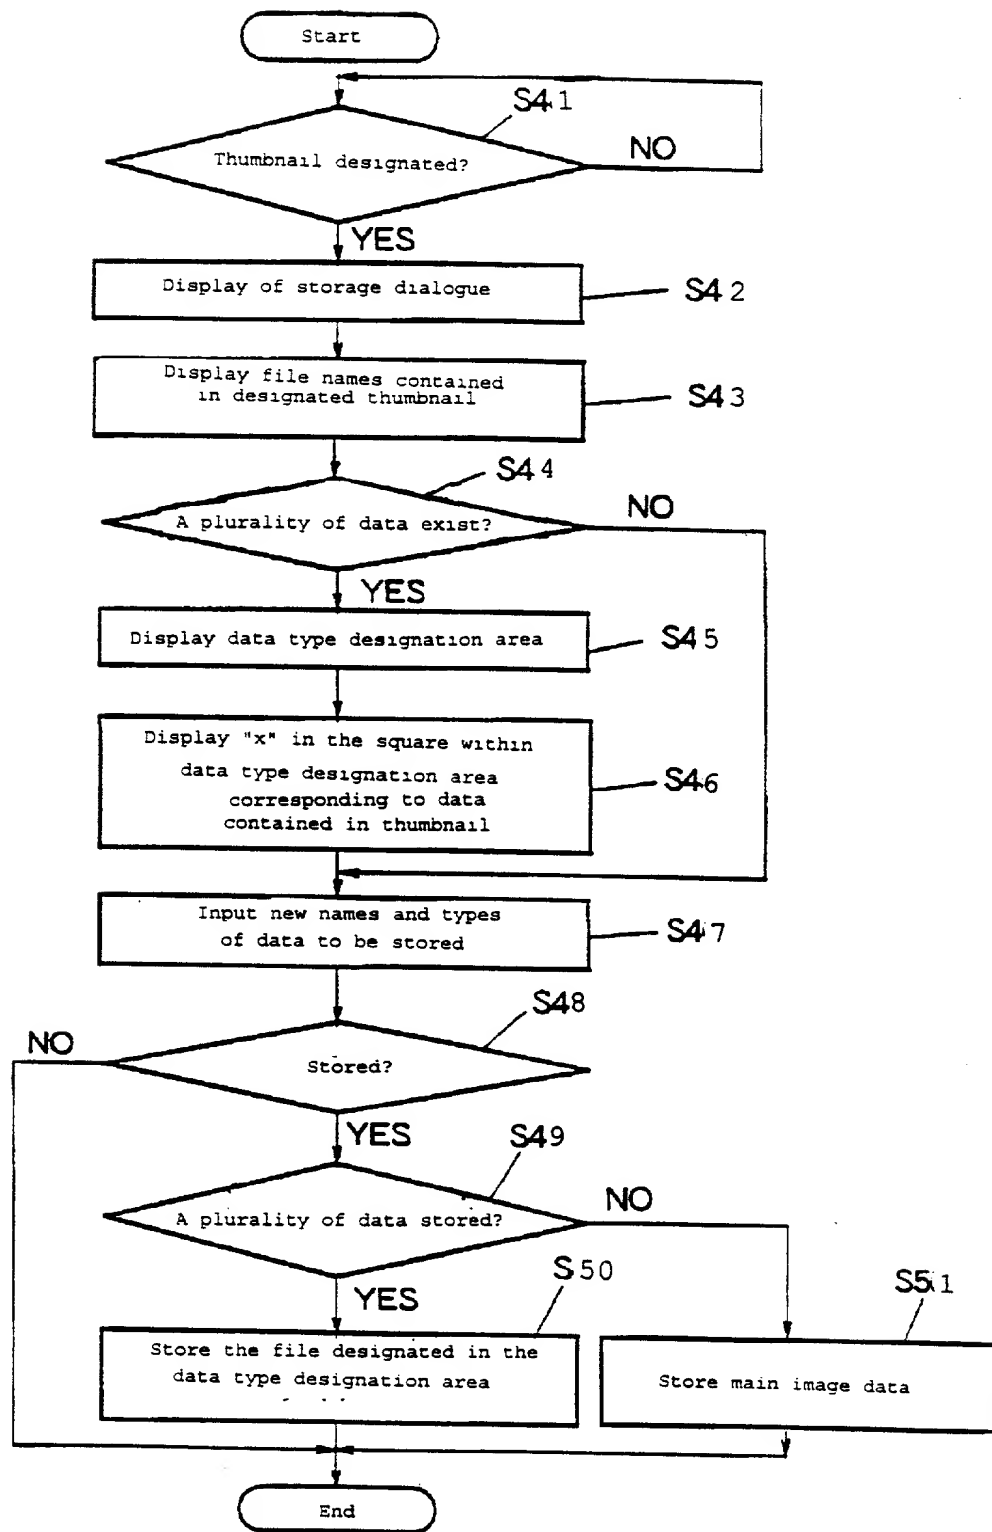 Start
S41
Thumbnail designated?
NO
YES
Display of storage dialogue
S42
Display file names contained
in designated thumbnail
S43
S44
A plurality of data exist?
NO
YES
Display data type designation area
S45
Display "x" in the square within
data type designation area
corresponding to data
contained in thumbnail
S46
Input new names and types
of data to be stored
S47
S48
NO
Stored?
YES
S49
A plurality of data stored?
NO
S50
YES
S51
Store the file designated in the
data type designation area
Store main image data
End